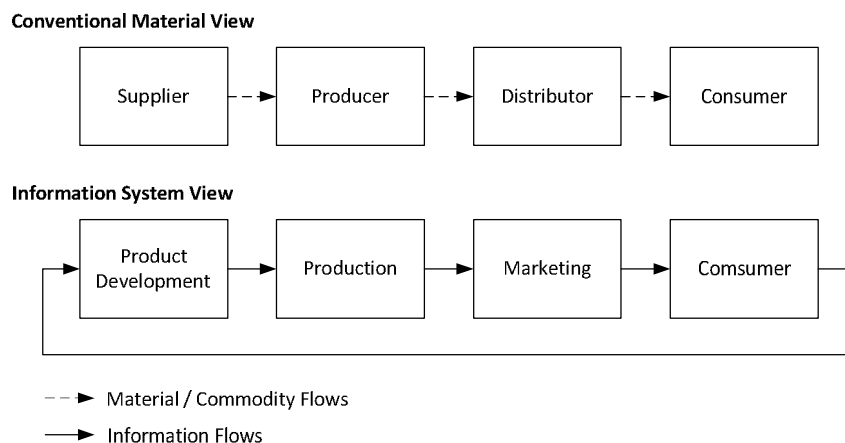 Conventional Material View
Supplier
Producer
Distributor
Consumer
Information System View
Product
Development
Production
Marketing
Comsumer
Material / Commodity Flows
Information Flows